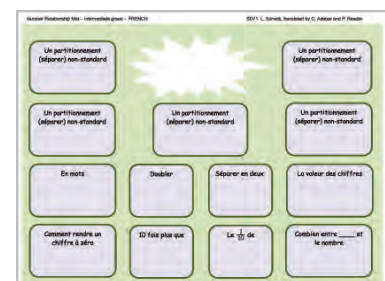 Number Relationship Mat – Intermediate grades – FRENCH
Un partitionnement
(séparer) non-standard
Un partitionnement
(séparer) non-standard
Un partitionnement
(séparer) non-standard
Un partitionnement
(séparer) non-standard
Un partitionnement
(séparer) non-standard
En mots
Doubler
Séparer en deux
La valeur des chiffres
Comment rendre un
chiffre à zéro
10 fois plus que
Le 1/10 de
Combien entre ____ et
le nombre